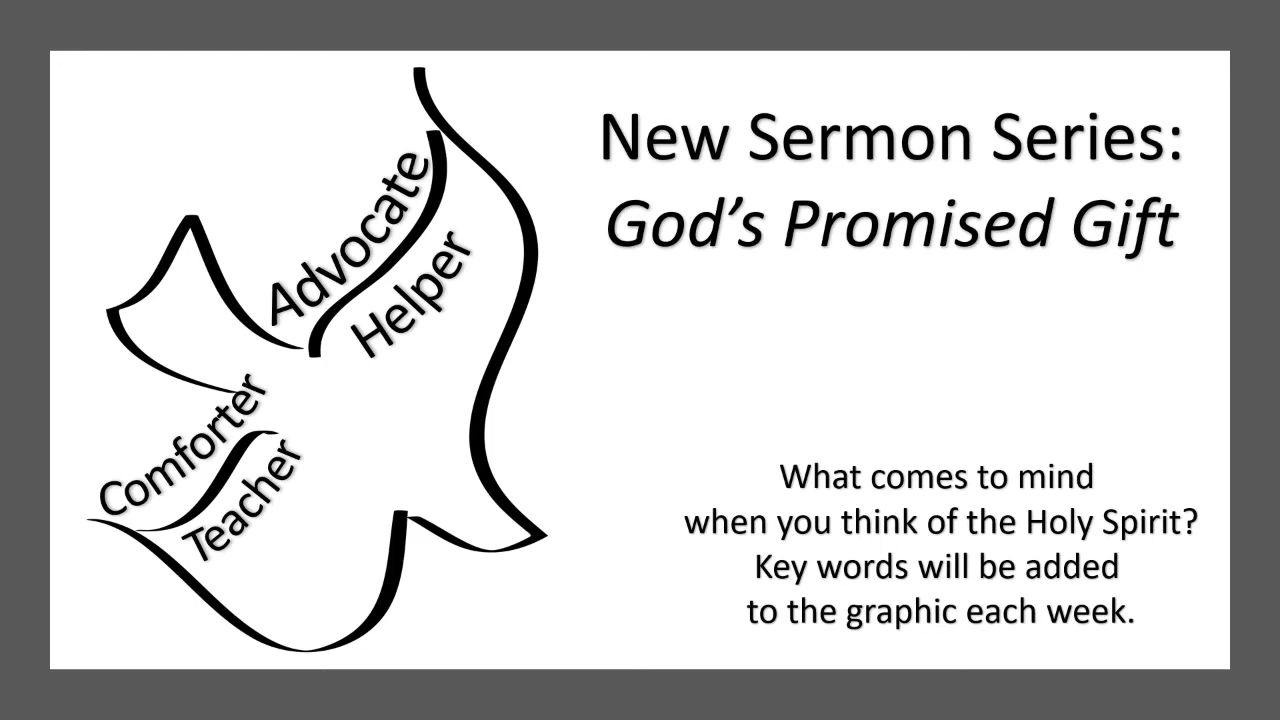 New Sermon Series:
God’s Promised Gift
Advocate
Helper
Comforter
Teacher
What comes to mind
when you think of the Holy Spirit?
Key words will be added
to the graphic each week.